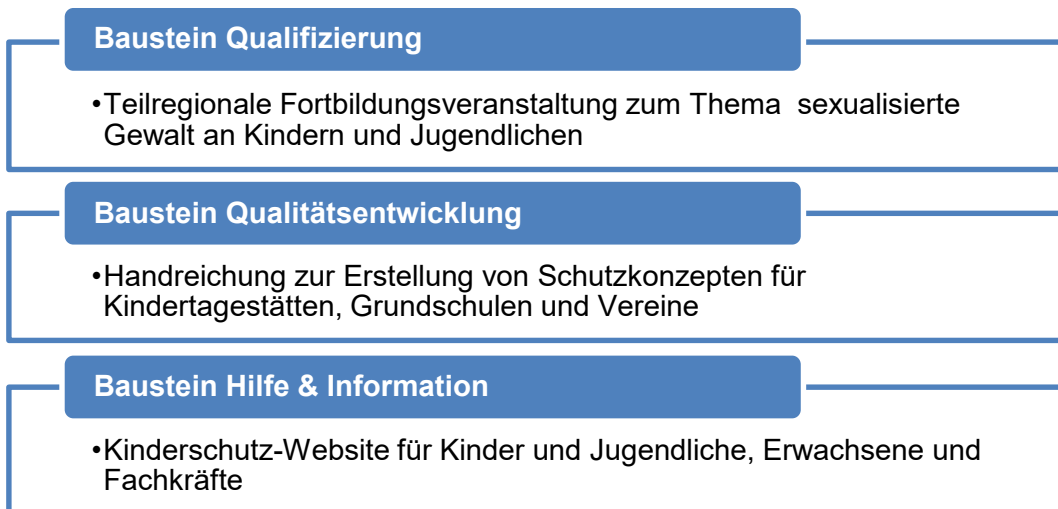 Baustein Qualifizierung
•Teilregionale Fortbildungsveranstaltung zum Thema sexualisierte
Gewalt an Kindern und Jugendlichen
Baustein Qualitätsentwicklung
•Handreichung zur Erstellung von Schutzkonzepten für
Kindertagestätten, Grundschulen und Vereine
Baustein Hilfe & Information
•Kinderschutz-Website für Kinder und Jugendliche, Erwachsene und
Fachkräfte